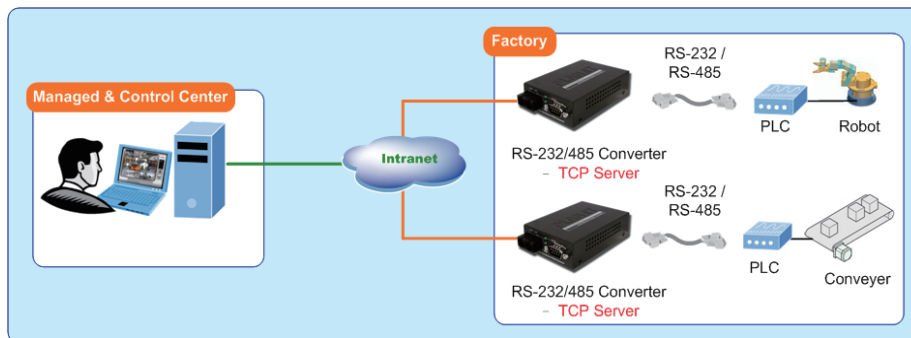 Factory
Managed & Control Center
Intranet
RS-232 /
RS-485
PLC
Robot
RS-232/485 Converter
– TCP Server
RS-232 /
RS-485
PLC
Conveyer
RS-232/485 Converter
– TCP Server